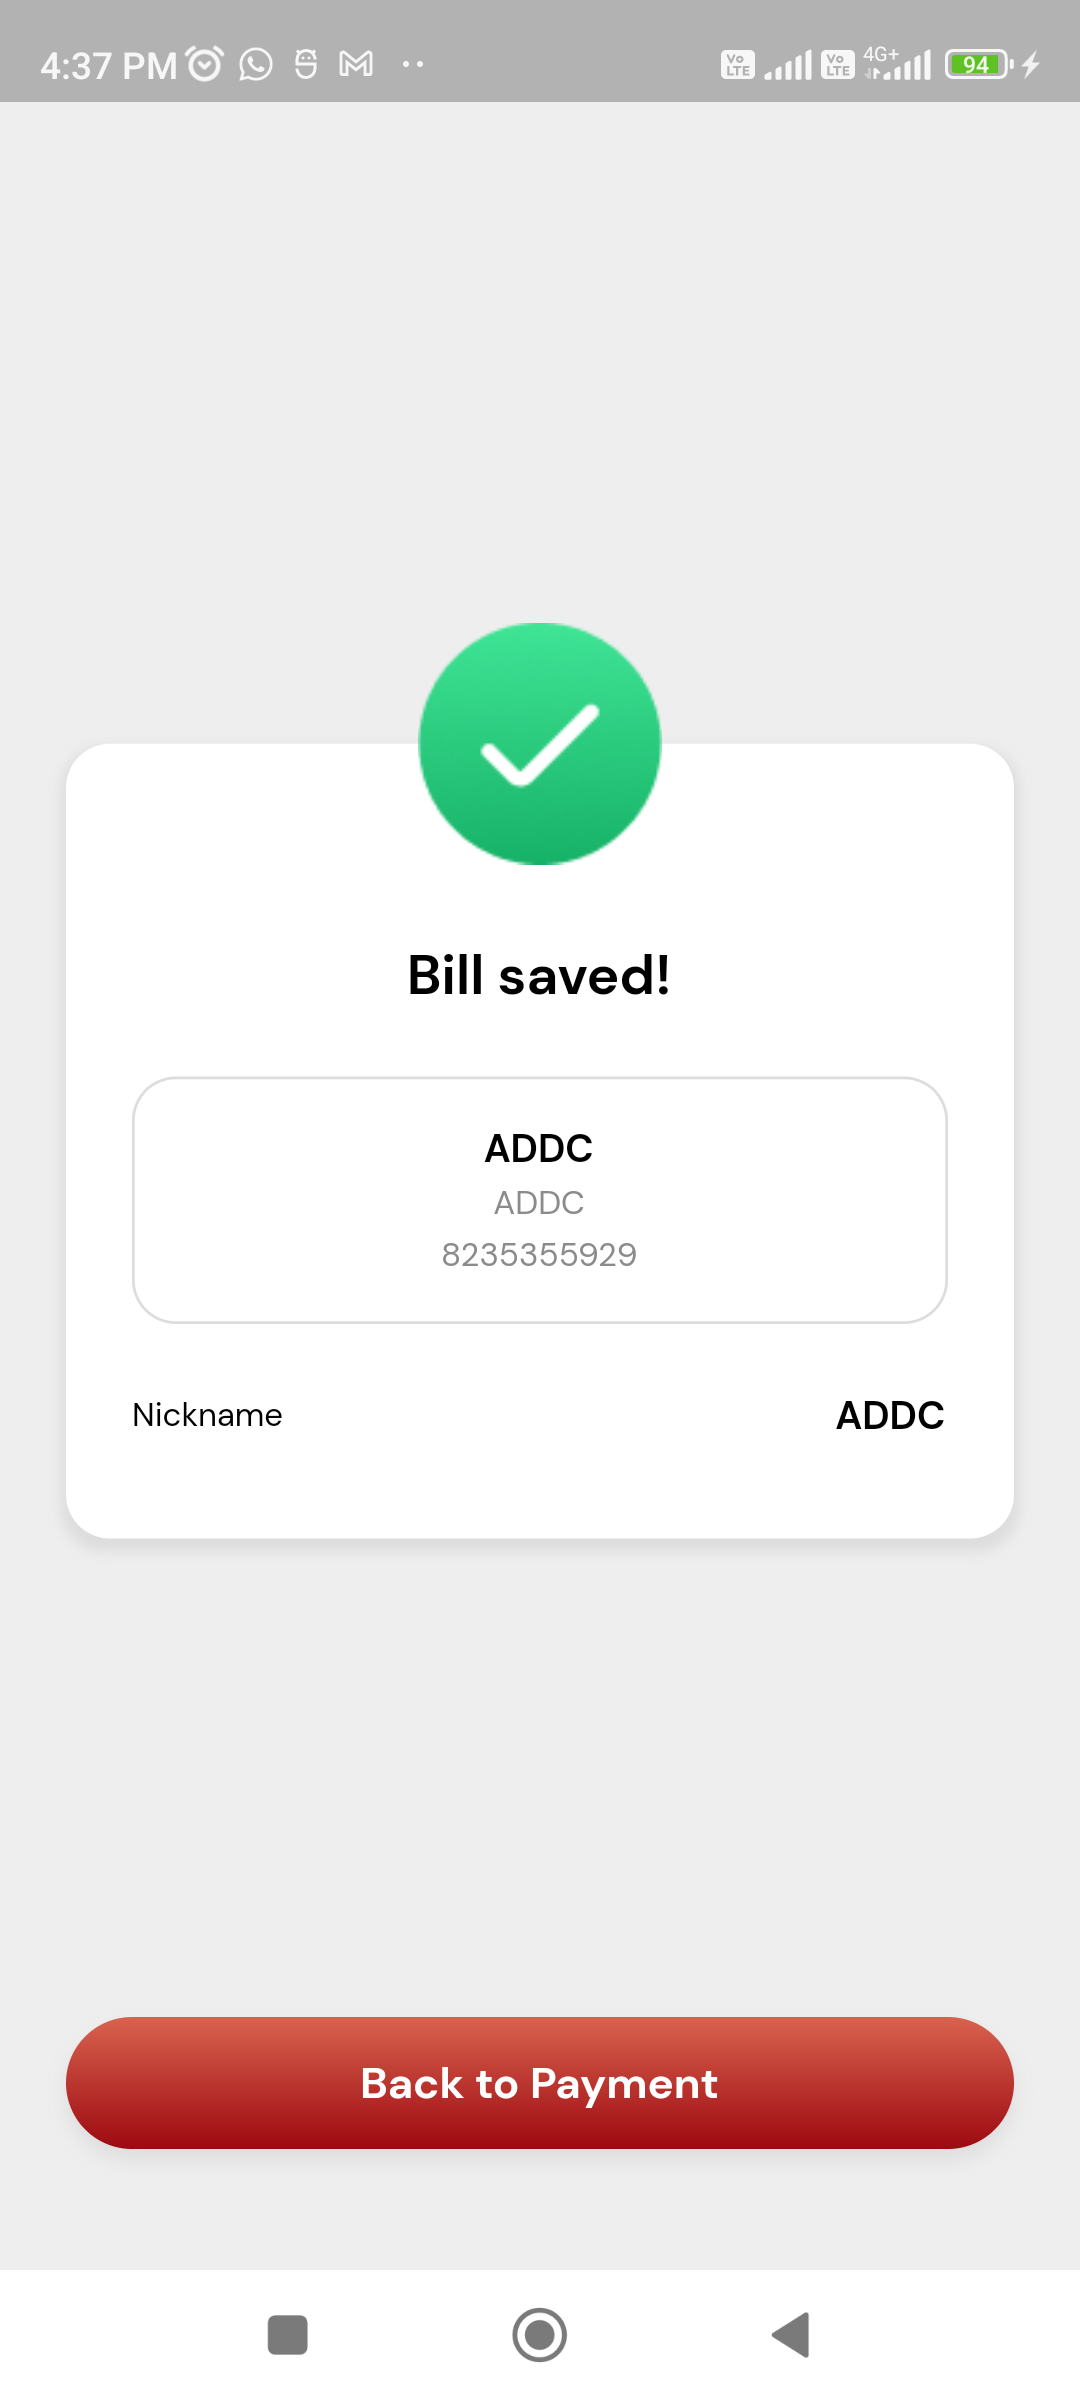 4:37 PM
Vo
LTE
Vo
LTE
4G+
94
Bill saved!
ADDC
ADDC
8235355929
Nickname
ADDC
Back to Payment